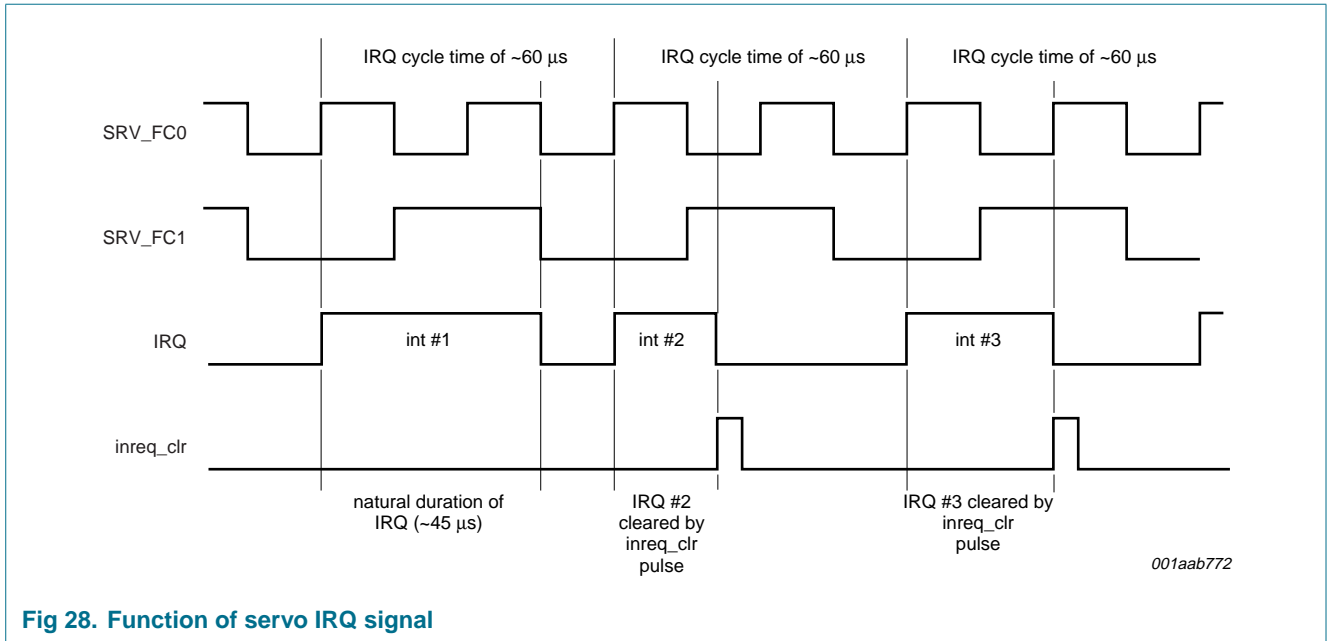 IRQ cycle time of ~60 μs
IRQ cycle time of ~60 μs
IRQ cycle time of ~60 μs
SRV_FC0
SRV_FC1
IRQ
int #1
int #2
int #3
inreq_clr
natural duration of
IRQ (~45 μs)
IRQ #2
cleared by
inreq_clr
pulse
IRQ #3 cleared by
inreq_clr
pulse
001aab772
Fig 28. Function of servo IRQ signal